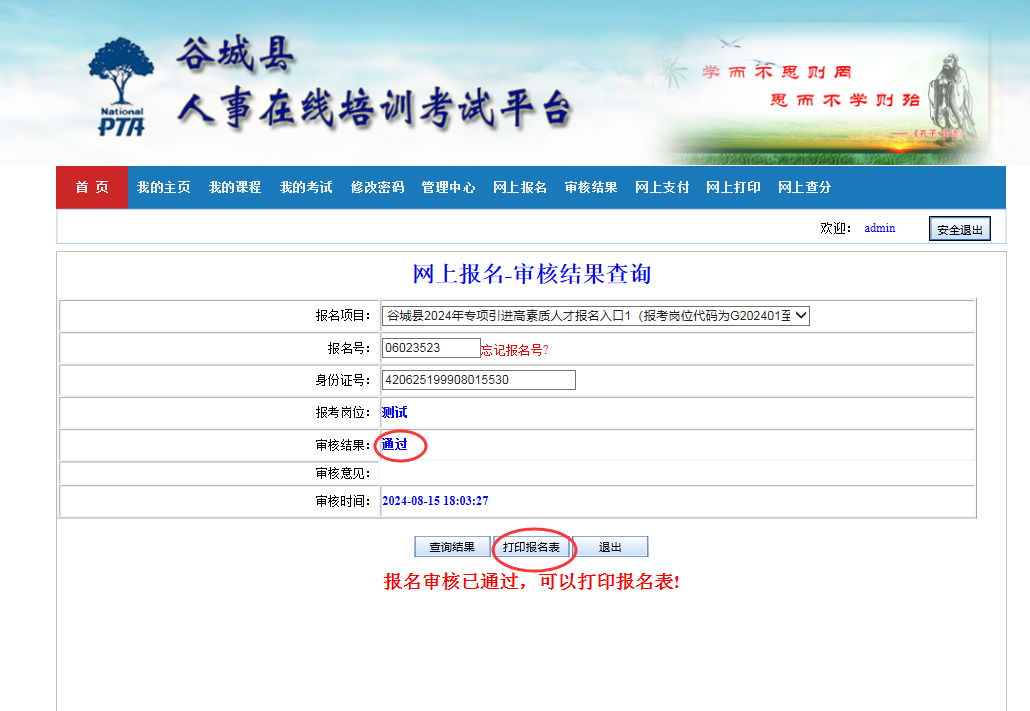 谷城县
人事在线培训考试平台
National
PTA
学而不思则罔
思而不学则殆
——《孔子·论语》
首 页 我的主页 我的课程 我的考试 修改密码 管理中心 网上报名 审核结果 网上支付 网上打印 网上查分
欢迎： admin 安全退出
网上报名-审核结果查询
报名项目： 谷城县2024年专项引进高素质人才报名入口1（报考岗位代码为G202401至
报名号： 06023523 忘记报名号?
身份证号： 420625199908015530
报考岗位： 测试
审核结果： 通过
审核意见：
审核时间： 2024-08-15 18:03:27
查询结果 打印报名表 退出
报名审核已通过，可以打印报名表!